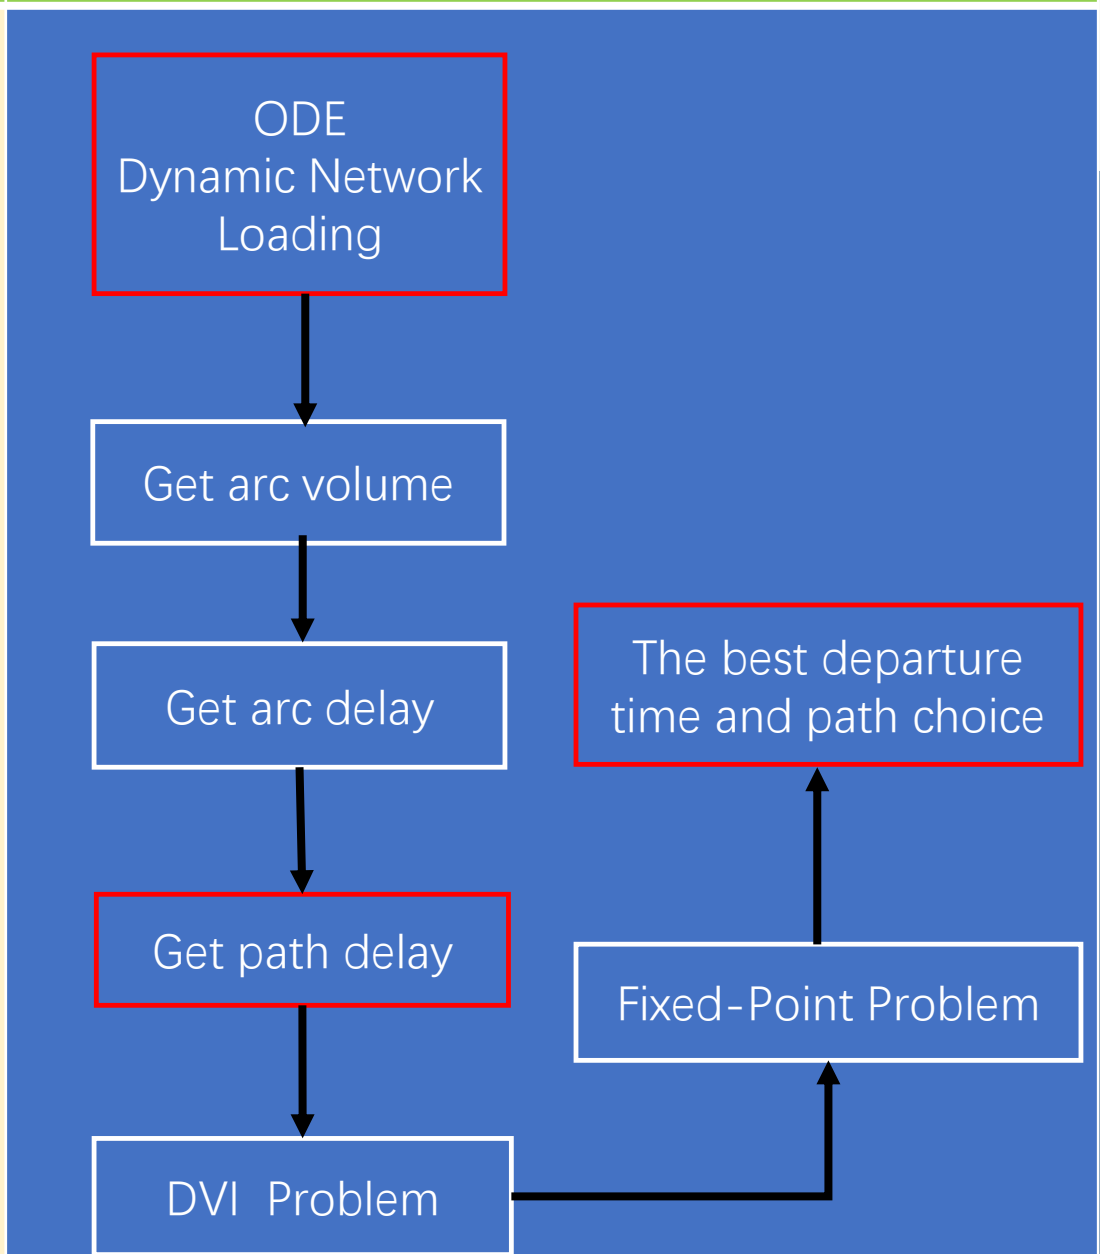 ODE
Dynamic Network
Loading
Get arc volume
Get arc delay
Get path delay
DVI Problem
Fixed-Point Problem
The best departure
time and path choice